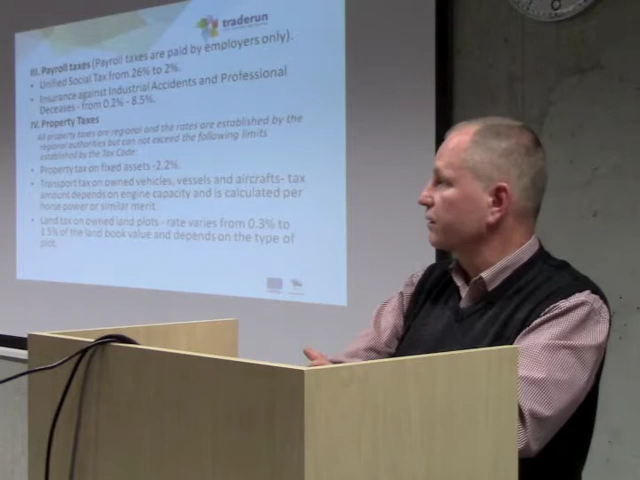 traderun
III. Payroll taxes (Payroll taxes are paid by employers only).
• Unified Social Tax from 26% to 2%.
• Insurance against Industrial Accidents and Professional
Deceases - from 0.2% - 8.5%.
IV. Property Taxes
All property taxes are regional and the rates are established by the
regional authorities but can not exceed the following limits
established by the Tax Code:
• Property tax on fixed assets -2.2%.
• Transport tax on owned vehicles, vessels and aircrafts- tax
amount depends on engine capacity and is calculated per
horse power or similar merit.
• Land tax on owned land plots - rate varies from 0.3% to
1.5% of the land book value and depends on the type of
plot.